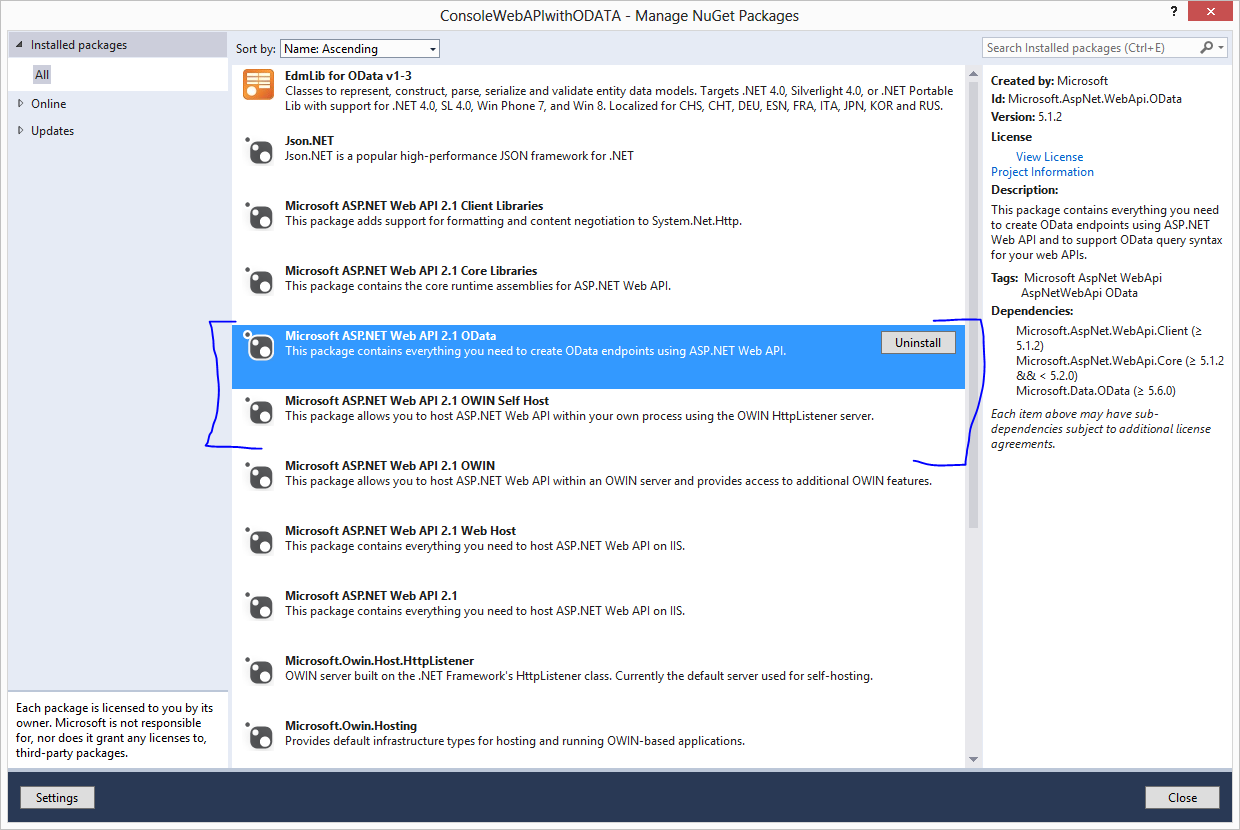 ConsoleWebAPIwithODATA - Manage NuGet Packages
?
Installed packages
All
Online
Updates
Each package is licensed to you by its
owner. Microsoft is not responsible
for, nor does it grant any licenses to,
third-party packages.
Sort by: Name: Ascending
EdmLib for OData v1-3
Classes to represent, construct, parse, serialize and validate entity data models. Targets .NET 4.0, Silverlight 4.0, or .NET Portable
Lib with support for .NET 4.0, SL 4.0, Win Phone 7, and Win 8. Localized for CHS, CHT, DEU, ESN, FRA, ITA, JPN, KOR and RUS.
Json.NET
Json.NET is a popular high-performance JSON framework for .NET
Microsoft ASP.NET Web API 2.1 Client Libraries
This package adds support for formatting and content negotiation to System.Net.Http.
Microsoft ASP.NET Web API 2.1 Core Libraries
This package contains the core runtime assemblies for ASP.NET Web API.
Microsoft ASP.NET Web API 2.1 OData
This package contains everything you need to create OData endpoints using ASP.NET Web API.
Uninstall
Microsoft ASP.NET Web API 2.1 OWIN Self Host
This package allows you to host ASP.NET Web API within your own process using the OWIN HttpListener server.
Microsoft ASP.NET Web API 2.1 OWIN
This package allows you to host ASP.NET Web API within an OWIN server and provides access to additional OWIN features.
Microsoft ASP.NET Web API 2.1 Web Host
This package contains everything you need to host ASP.NET Web API on IIS.
Microsoft ASP.NET Web API 2.1
This package contains everything you need to host ASP.NET Web API on IIS.
Microsoft.Owin.Host.HttpListener
OWIN server built on the .NET Framework's HttpListener class. Currently the default server used for self-hosting.
Microsoft.Owin.Hosting
Provides default infrastructure types for hosting and running OWIN-based applications.
Search Installed packages (Ctrl+E)
Created by: Microsoft
Id: Microsoft.AspNet.WebApi.OData
Version: 5.1.2
License
View License
Project Information
Description:
This package contains everything you need
to create OData endpoints using ASP.NET
Web API and to support OData query syntax
for your web APIs.
Tags: Microsoft AspNet WebApi
AspNetWebApi OData
Dependencies:
Microsoft.AspNet.WebApi.Client (≥
5.1.2)
Microsoft.AspNet.WebApi.Core (≥ 5.1.2
&& < 5.2.0)
Microsoft.Data.OData (≥ 5.6.0)
Each item above may have sub-
dependencies subject to additional license
agreements.
Settings
Close